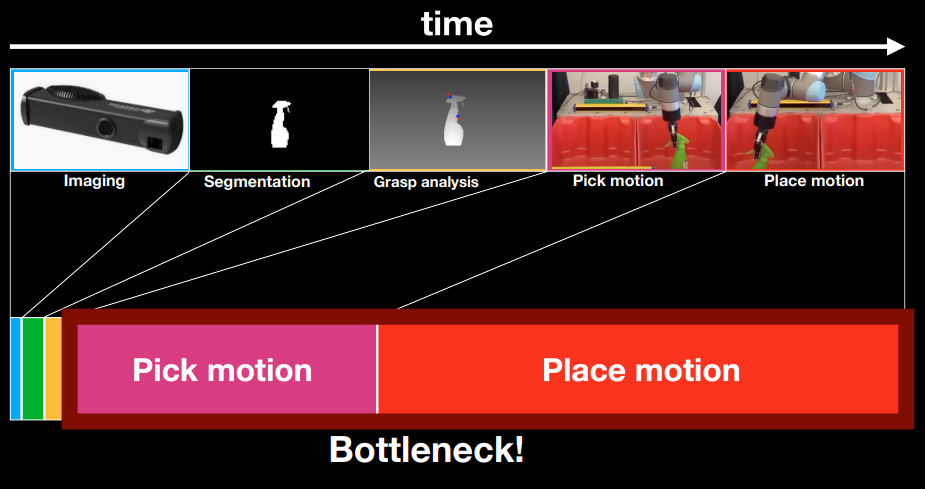 time
Imaging
Segmentation
Grasp analysis
Pick motion
Place motion
Pick motion
Place motion
Bottleneck!